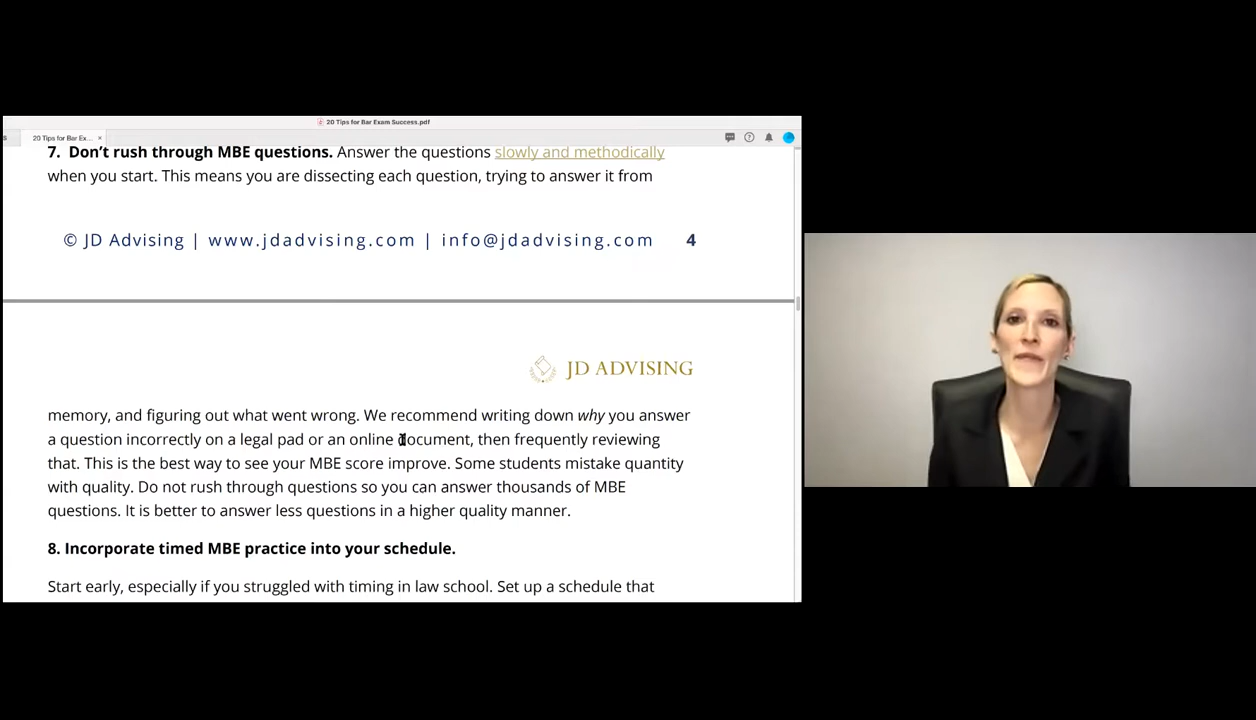 20 Tips for Bar Exam Success.pdf
s 20 Tips for Bar Ex... ×
7. Don’t rush through MBE questions. Answer the questions slowly and methodically
when you start. This means you are dissecting each question, trying to answer it from
© JD Advising | www.jdadvising.com | info@jdadvising.com 4
JD ADVISING
memory, and figuring out what went wrong. We recommend writing down why you answer
a question incorrectly on a legal pad or an online document, then frequently reviewing
that. This is the best way to see your MBE score improve. Some students mistake quantity
with quality. Do not rush through questions so you can answer thousands of MBE
questions. It is better to answer less questions in a higher quality manner.
8. Incorporate timed MBE practice into your schedule.
Start early, especially if you struggled with timing in law school. Set up a schedule that